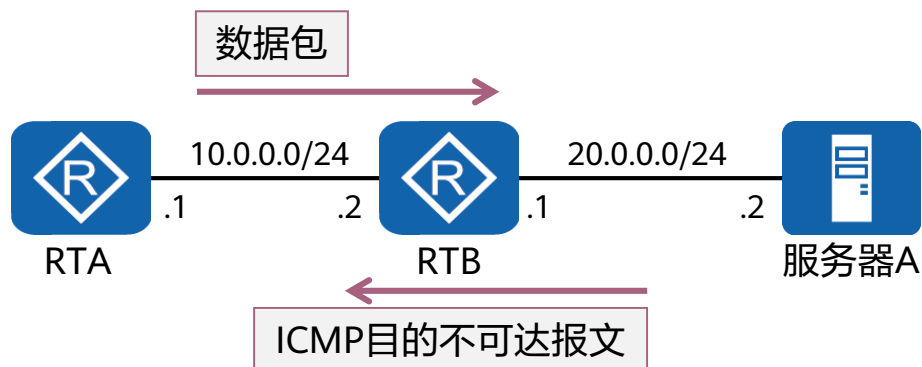 数据包
10.0.0.0/24
20.0.0.0/24
R
R
.1
.2
.1
.2
RTA
RTB
服务器A
ICMP目的不可达报文